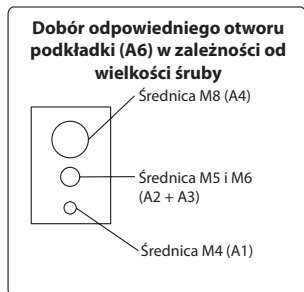 Dobór odpowiedniego otworu
podkładki (A6) w zależności od
wielkości śruby
Średnica M8 (A4)
Średnica M5 i M6
(A2 + A3)
Średnica M4 (A1)